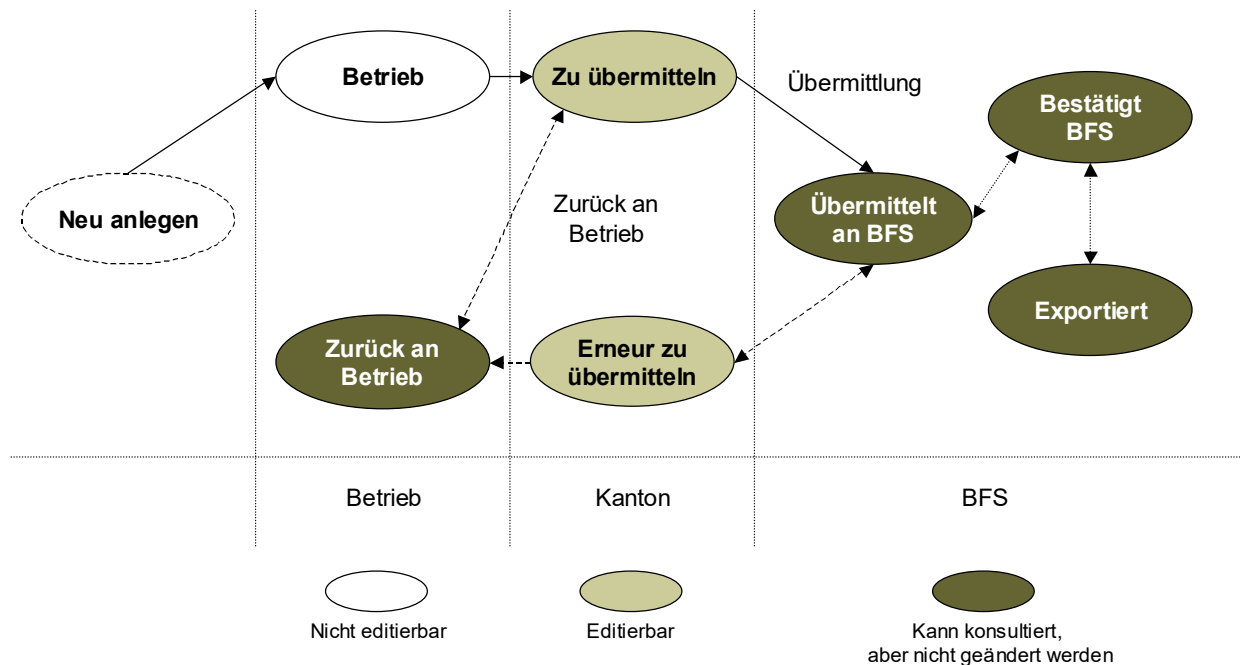 Betrieb
Zu übermitteln
Übermittlung
Bestätigt
BFS
Neu anlegen
Zurück an
Betrieb
Übermittelt
an BFS
Zurück an
Betrieb
Erneur zu
übermitteln
Exportiert
Betrieb
Kanton
BFS
Nicht editierbar
Editierbar
Kann konsultiert,
aber nicht geändert werden